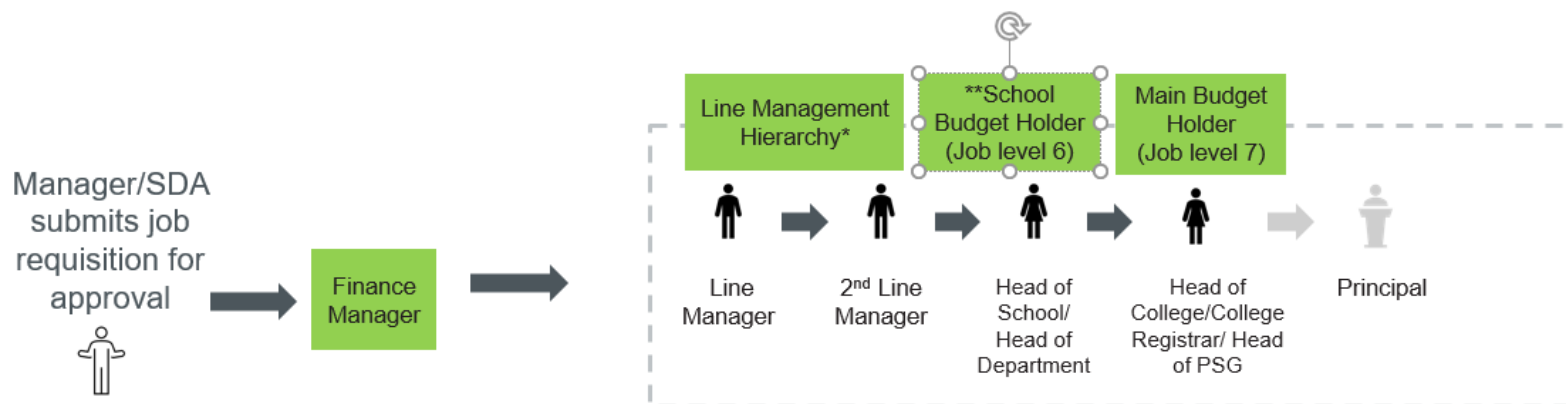 Manager/SDA
submits job
requisition for
approval
Finance
Manager
Line Management
Hierarchy*
**School
Budget Holder
(Job level 6)
Main Budget
Holder
(Job level 7)
Line
Manager
2nd Line
Manager
Head of
School/
Head of
Department
Head of
College/College
Registrar/ Head
of PSG
Principal